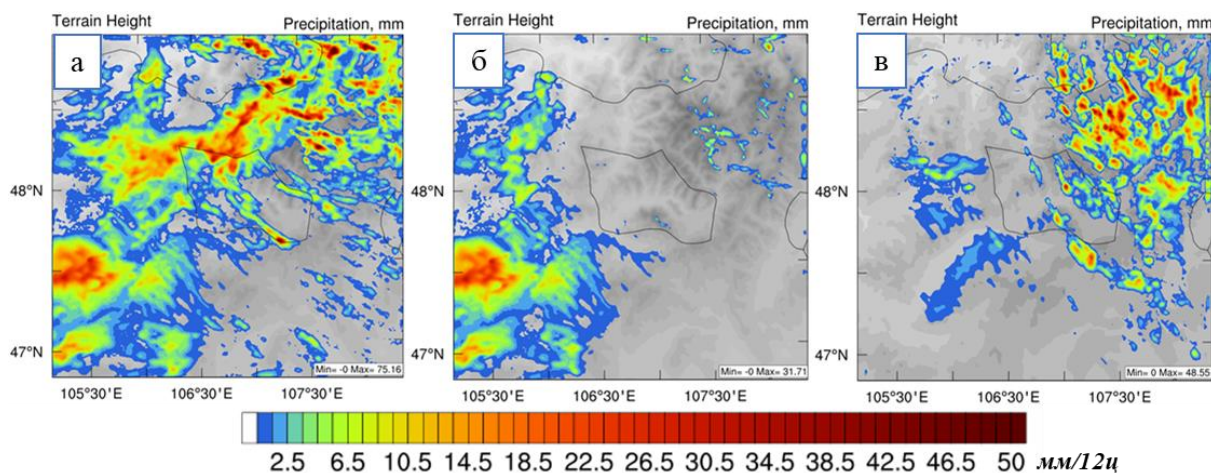 Terrain Height Precipitation, mm Terrain Height Precipitation, mm Terrain Height Precipitation, mm
а б в
48°N 48°N 48°N
47°N 47°N 47°N
Min= -0 Max= 75.16 Min= -0 Max= 31.71 Min= 0 Max= 48.55
105°30'E 106°30'E 107°30'E 105°30'E 106°30'E 107°30'E 105°30'E 106°30'E 107°30'E
2.5 6.5 10.5 14.5 18.5 22.5 26.5 30.5 34.5 38.5 42.5 46.5 50 мм/12ц